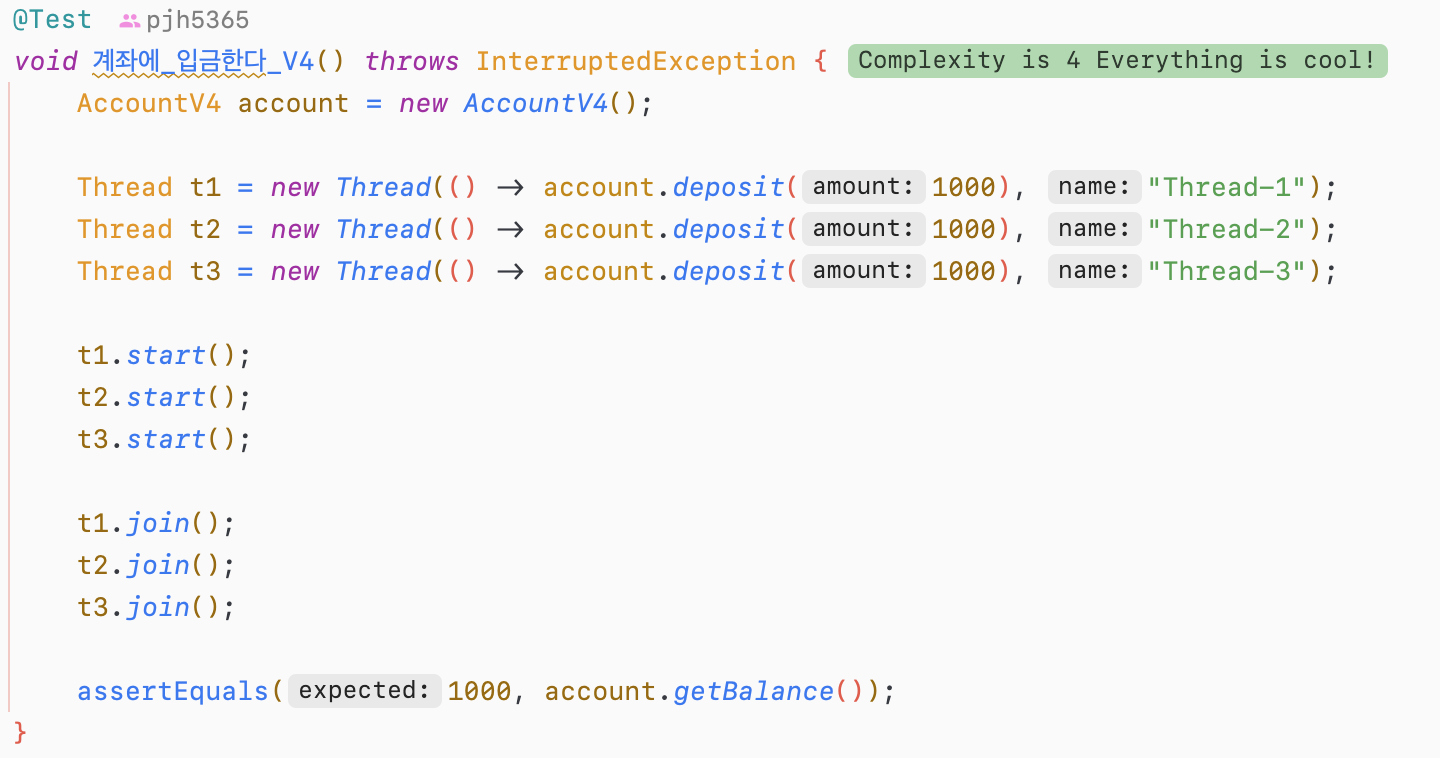 @Test pjh5365
void 계좌에_입금한다_V4() throws InterruptedException { Complexity is 4 Everything is cool!
AccountV4 account = new AccountV4();
Thread t1 = new Thread(() → account.deposit( amount: 1000), name: "Thread-1");
Thread t2 = new Thread(() → account.deposit( amount: 1000), name: "Thread-2");
Thread t3 = new Thread(() → account.deposit( amount: 1000), name: "Thread-3");
t1.start();
t2.start();
t3.start();
t1.join();
t2.join();
t3.join();
assertEquals( expected: 1000, account.getBalance());
}